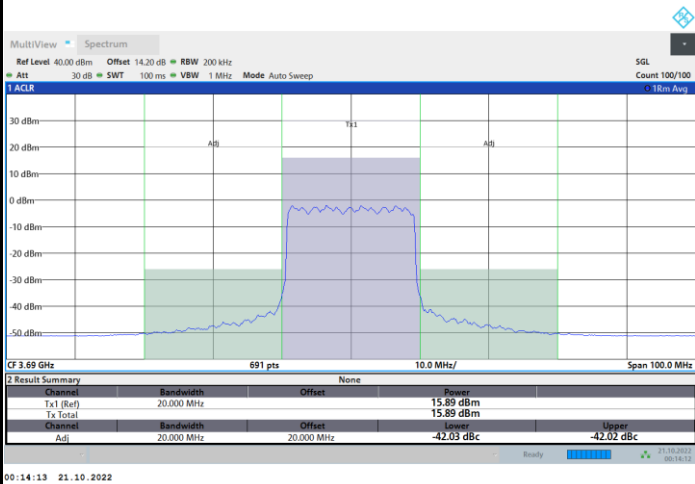 MultiView Spectrum
Ref Level 40.00 dBm Offset 14.20 dB RBW 200 kHz SGL
Att 30 dB SWT 100 ms VBW 1 MHz Mode Auto Sweep Count 100/100
1 ACLR 1Rm Avg
30 dBm
Tx1
20 dBm Adj Adj
10 dBm
0 dBm
-10 dBm
-20 dBm
-30 dBm
-40 dBm
-50 dBm
CF 3.69 GHz 691 pts 10.0 MHz/ Span 100.0 MHz
2 Result Summary None
Channel Bandwidth Offset Power
Tx1 (Ref) 20.000 MHz 15.89 dBm
Tx Total 15.89 dBm
Channel Bandwidth Offset Lower Upper
Adj 20.000 MHz 20.000 MHz -42.03 dBc -42.02 dBc
Ready 21.10.2022
00:14:12
00:14:13 21.10.2022